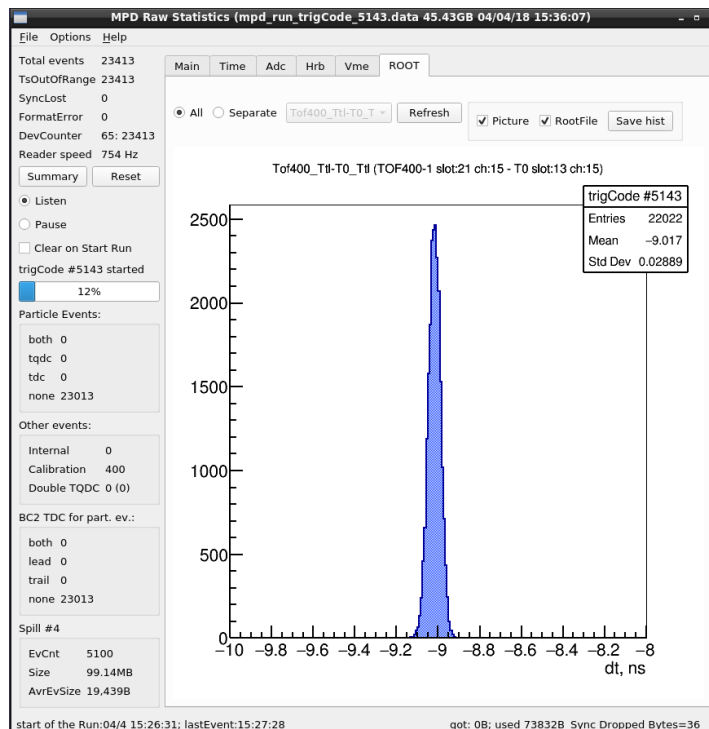 MPD Raw Statistics (mpd_run_trigCode_5143.data 45.43GB 04/04/18 15:36:07)
File Options Help
Total events 23413
TsOutOfRange 23413
SyncLost 0
FormatError 0
DevCounter 65: 23413
Reader speed 754 Hz
Summary Reset
Listen
Pause
Clear on Start Run
trigCode #5143 started
12%
Particle Events:
both 0
tqdc 0
tdc 0
none 23013
Other events:
Internal 0
Calibration 400
Double TQDC 0 (0)
BC2 TDC for part. ev.:
both 0
lead 0
trail 0
none 23013
Spill #4
EvCnt 5100
Size 99.14MB
AvrEvSize 19,439B
Main Time Adc Hrb Vme ROOT
All Separate Tof400_Ttl-T0_T Refresh Picture RootFile Save hist
Tof400_Ttl-T0_Ttl (TOF400-1 slot:21 ch:15 - T0 slot:13 ch:15)
trigCode #5143
Entries 22022
Mean −9.017
Std Dev 0.02889
2500
2000
1500
1000
500
0
−10 −9.8 −9.6 −9.4 −9.2 −9 −8.8 −8.6 −8.4 −8.2 −8
dt, ns
start of the Run:04/4 15:26:31; lastEvent:15:27:28 got: 0B; used 73832B Sync Dropped Bytes=36